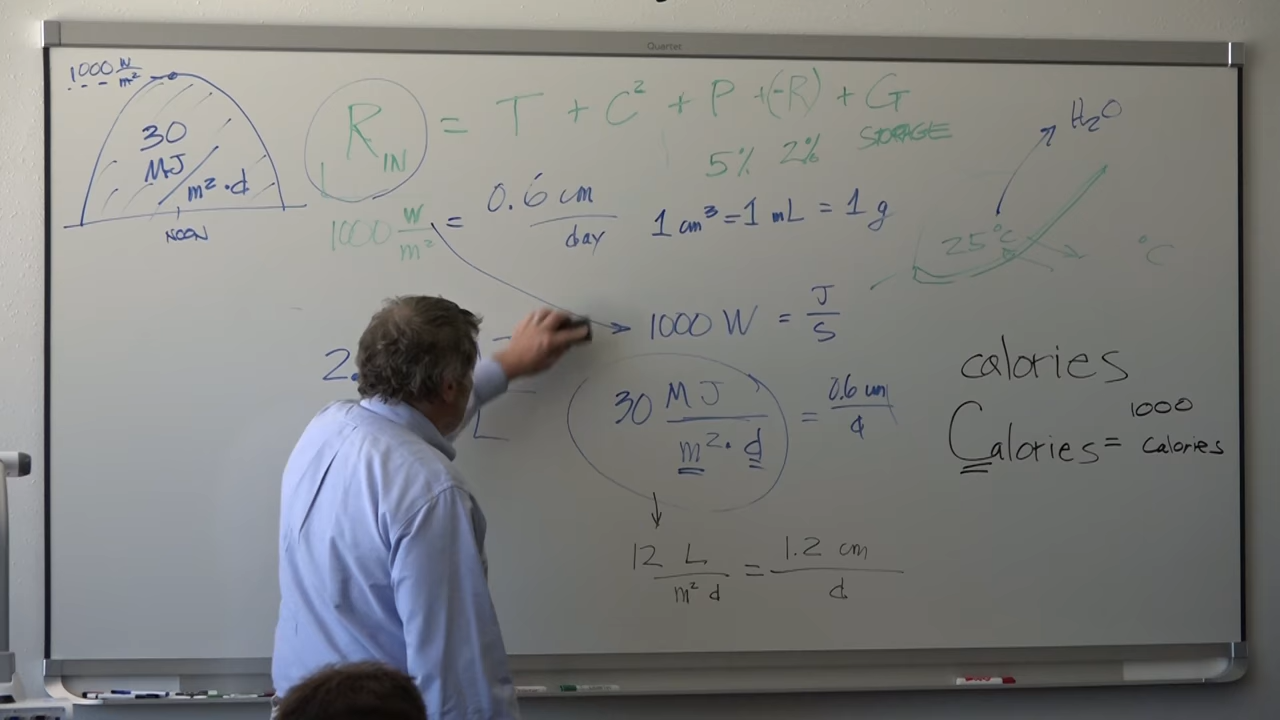 Quartet
1000 W/m²
30 MJ/m²·d
NOON
R IN = T + C² + P + (-R) + G
5% 2% STORAGE
1000 W/m² = 0.6 cm/day
1 cm³ = 1 mL = 1 g
H₂O
25°C
°C
1000 W = J/S
2.
L
30 MJ/m²·d = 0.6 cm/d
12 L/m² d = 1.2 cm/d
calories
Calories = 1000 calories